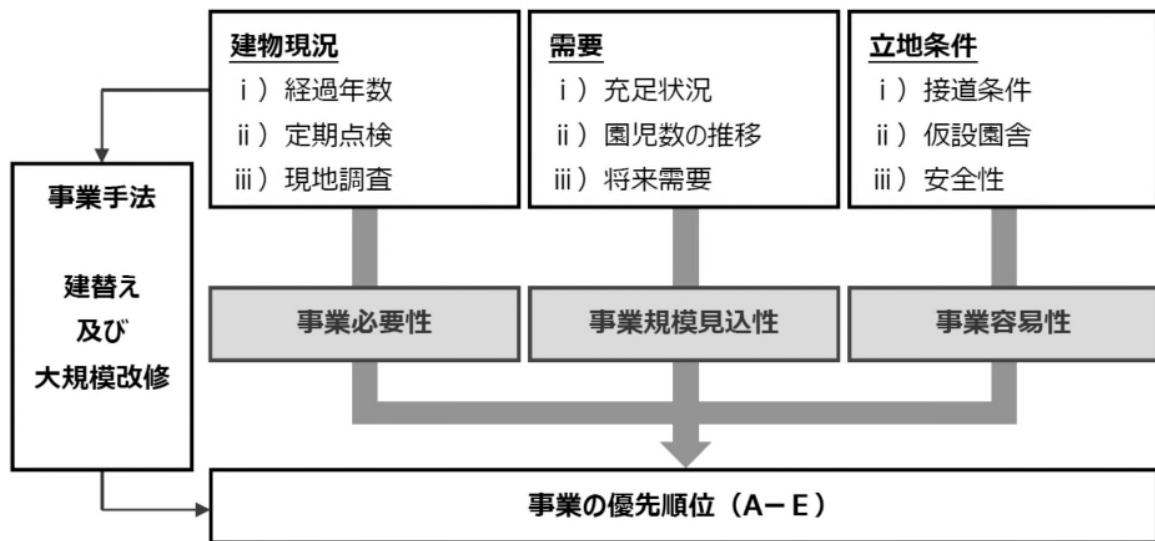 建物現況
ⅰ）経過年数
ⅱ）定期点検
ⅲ）現地調査
需要
ⅰ）充足状況
ⅱ）園児数の推移
ⅲ）将来需要
立地条件
ⅰ）接道条件
ⅱ）仮設園舎
ⅲ）安全性
事業手法
建替え
及び
大規模改修
事業必要性
事業規模見込性
事業容易性
事業の優先順位（A－E）